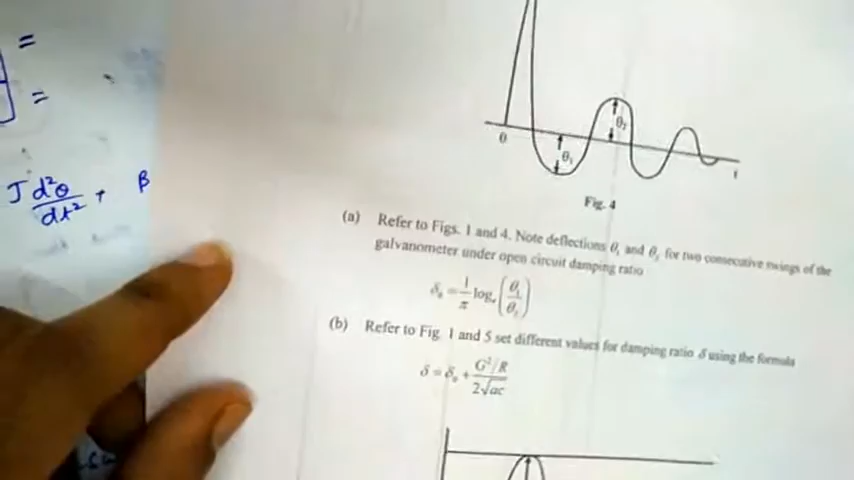 =
=
J d²θ/dt² + β
θ₁
θ₂
0
t
Fig. 4
(a) Refer to Figs. 1 and 4. Note deflections θ₁ and θ₂ for two consecutive swings of the
galvanometer under open circuit damping ratio
δ₀ = 1/π logₑ (θ₁/θ₂)
(b) Refer to Fig. 1 and 5 set different values for damping ratio δ using the formula
δ = δ₀ + (G²/R)/(2√ac)